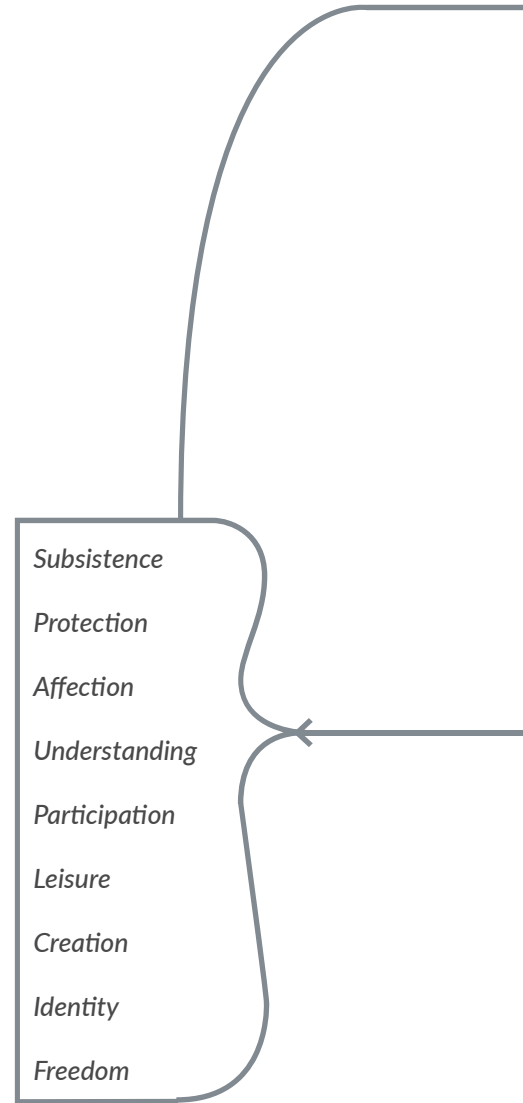 Subsistence
Protection
Affection
Understanding
Participation
Leisure
Creation
Identity
Freedom